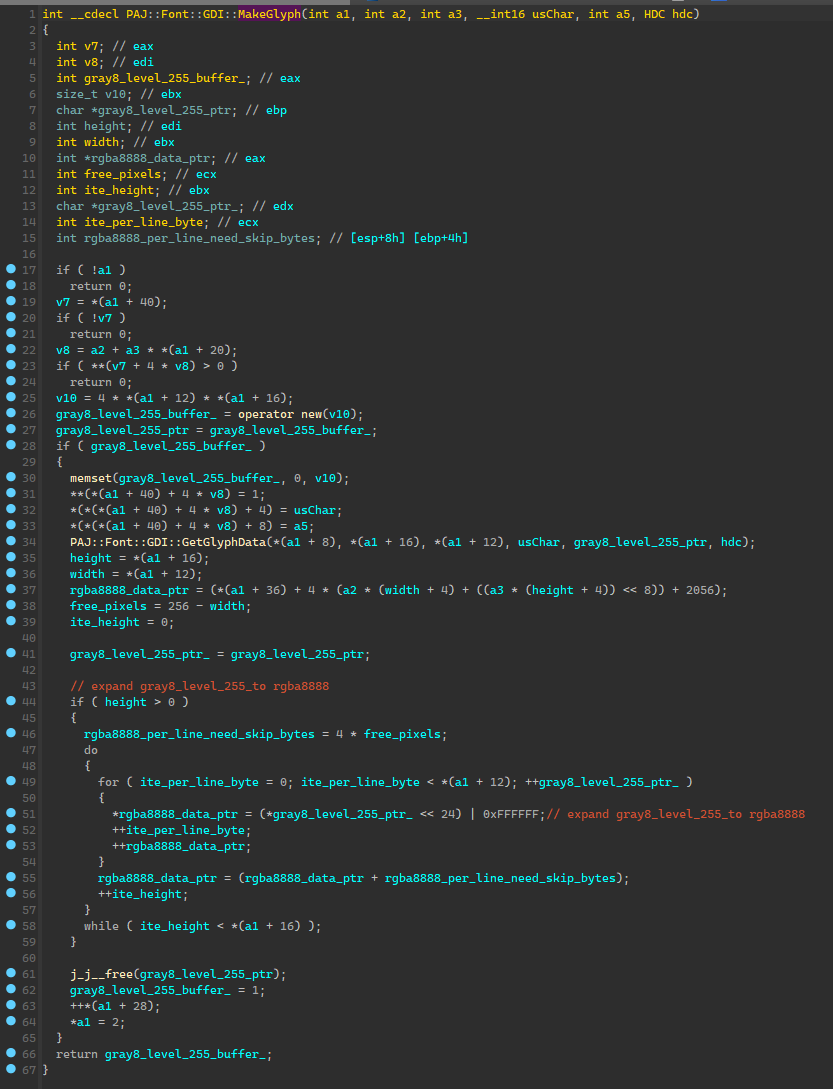 1 int __cdecl PAJ::Font::GDI::MakeGlyph(int a1, int a2, int a3, __int16 usChar, int a5, HDC hdc)
2 {
3 int v7; // eax
4 int v8; // edi
5 int gray8_level_255_buffer_; // eax
6 size_t v10; // ebx
7 char *gray8_level_255_ptr; // ebp
8 int height; // edi
9 int width; // ebx
10 int *rgba8888_data_ptr; // eax
11 int free_pixels; // ecx
12 int ite_height; // ebx
13 char *gray8_level_255_ptr_; // edx
14 int ite_per_line_byte; // ecx
15 int rgba8888_per_line_need_skip_bytes; // [esp+8h] [ebp+4h]
16
17 if ( !a1 )
18 return 0;
19 v7 = *(a1 + 40);
20 if ( !v7 )
21 return 0;
22 v8 = a2 + a3 * *(a1 + 20);
23 if ( **(v7 + 4 * v8) > 0 )
24 return 0;
25 v10 = 4 * *(a1 + 12) * *(a1 + 16);
26 gray8_level_255_buffer_ = operator new(v10);
27 gray8_level_255_ptr = gray8_level_255_buffer_;
28 if ( gray8_level_255_buffer_ )
29 {
30 memset(gray8_level_255_buffer_, 0, v10);
31 **(*(a1 + 40) + 4 * v8) = 1;
32 *(*(*(a1 + 40) + 4 * v8) + 4) = usChar;
33 *(*(*(a1 + 40) + 4 * v8) + 8) = a5;
34 PAJ::Font::GDI::GetGlyphData(*(a1 + 8), *(a1 + 16), *(a1 + 12), usChar, gray8_level_255_ptr, hdc);
35 height = *(a1 + 16);
36 width = *(a1 + 12);
37 rgba8888_data_ptr = (*(a1 + 36) + 4 * (a2 * (width + 4) + ((a3 * (height + 4)) << 8)) + 2056);
38 free_pixels = 256 - width;
39 ite_height = 0;
40
41 gray8_level_255_ptr_ = gray8_level_255_ptr;
42
43 // expand gray8_level_255_to rgba8888
44 if ( height > 0 )
45 {
46 rgba8888_per_line_need_skip_bytes = 4 * free_pixels;
47 do
48 {
49 for ( ite_per_line_byte = 0; ite_per_line_byte < *(a1 + 12); ++gray8_level_255_ptr_ )
50 {
51 *rgba8888_data_ptr = (*gray8_level_255_ptr_ << 24) | 0xFFFFFF;// expand gray8_level_255_to rgba8888
52 ++ite_per_line_byte;
53 ++rgba8888_data_ptr;
54 }
55 rgba8888_data_ptr = (rgba8888_data_ptr + rgba8888_per_line_need_skip_bytes);
56 ++ite_height;
57 }
58 while ( ite_height < *(a1 + 16) );
59 }
60
61 j_j__free(gray8_level_255_ptr);
62 gray8_level_255_buffer_ = 1;
63 ++*(a1 + 28);
64 *a1 = 2;
65 }
66 return gray8_level_255_buffer_;
67 }